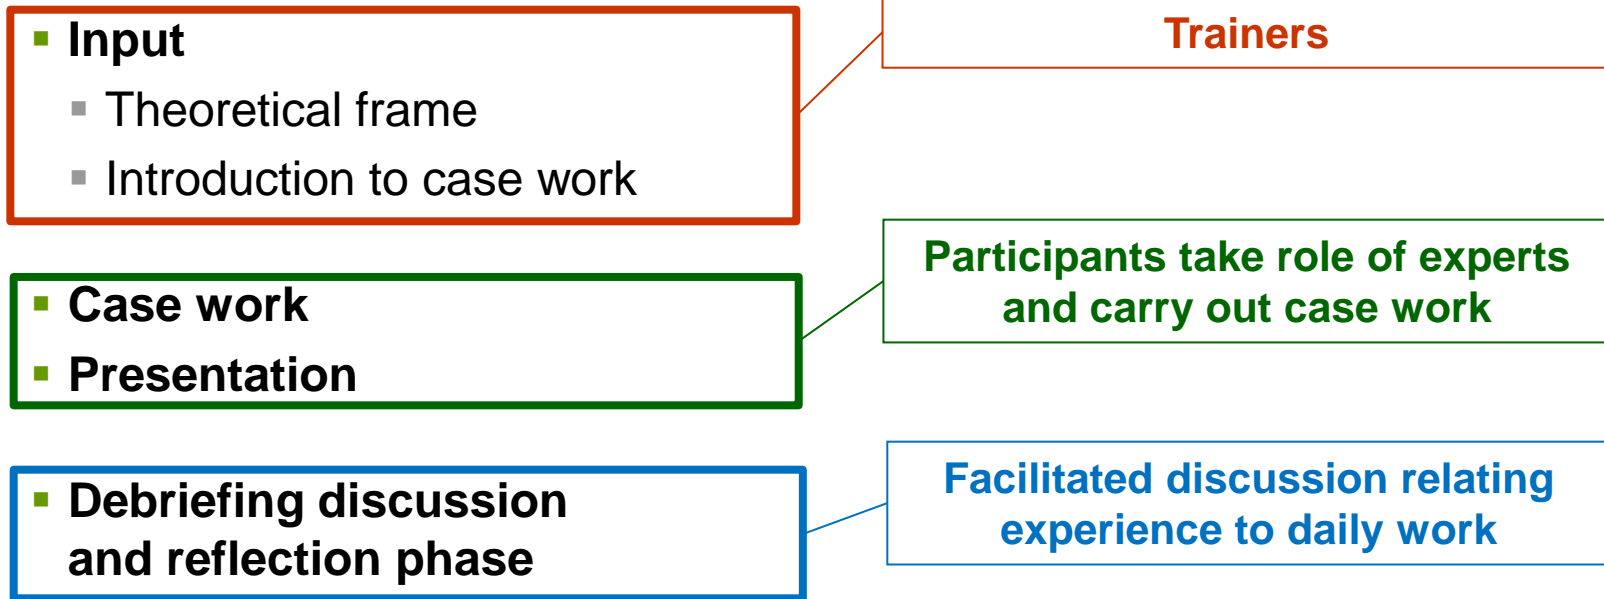 Input
Theoretical frame
Introduction to case work
Trainers
Case work
Presentation
Participants take role of experts
and carry out case work
Debriefing discussion
and reflection phase
Facilitated discussion relating
experience to daily work